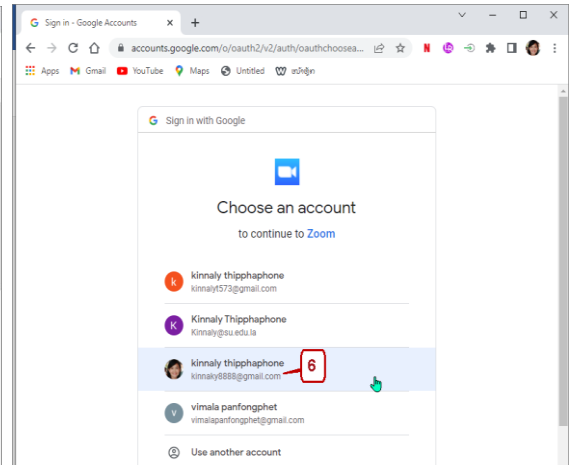 Sign in - Google Accounts
accounts.google.com/o/oauth2/v2/auth/oauthchoosea...
Apps Gmail YouTube Maps Untitled
Sign in with Google
Choose an account
to continue to Zoom
kinnaly thipphaphone
kinnalyt573@gmail.com
Kinnaly Thipphaphone
Kinnaly@su.edu.la
kinnaly thipphaphone
kinnaky8888@gmail.com
6
vimala panfongphet
vimalapanfongphet@gmail.com
Use another account